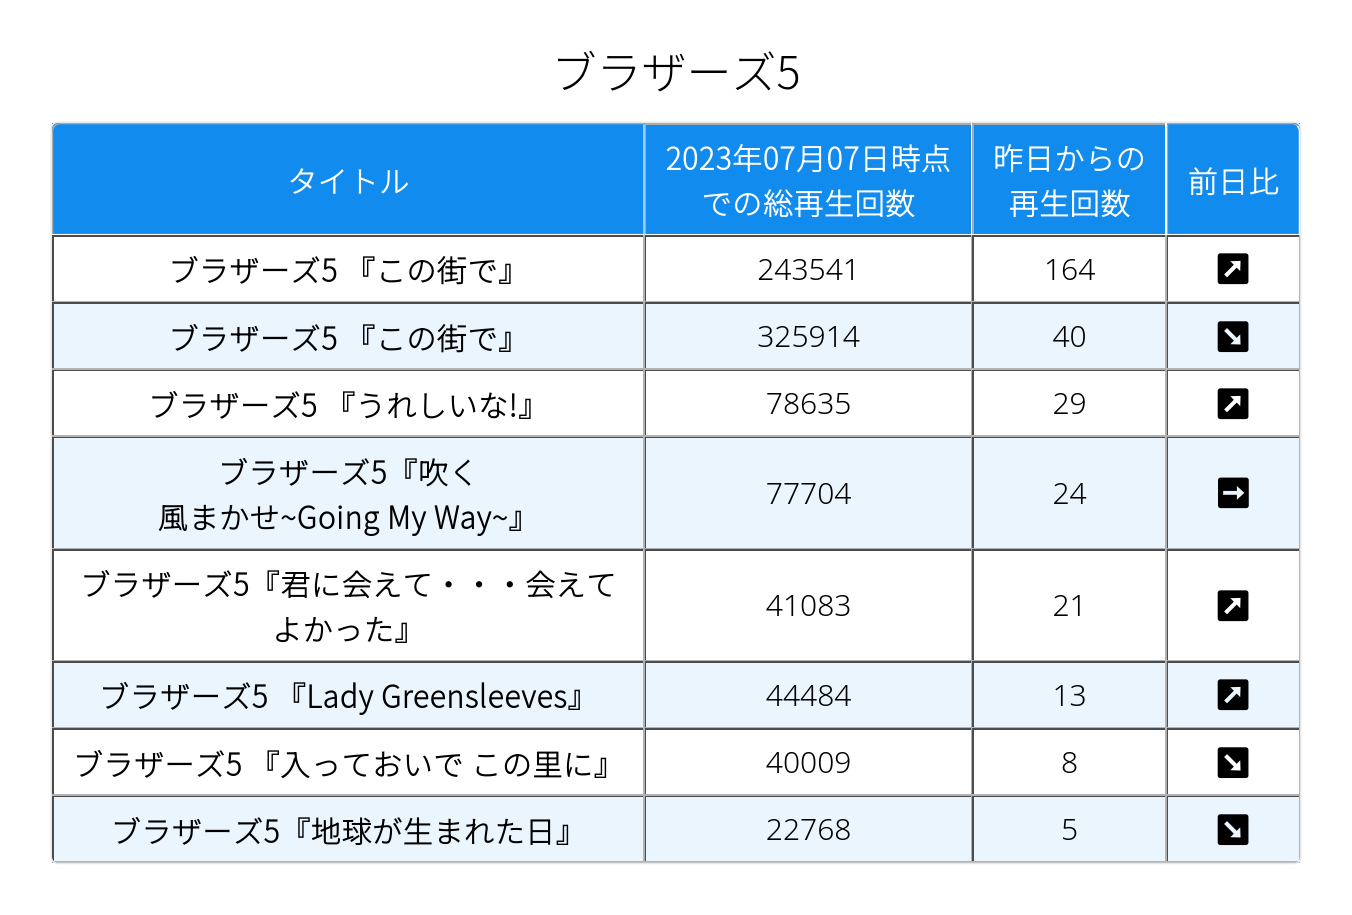 ブラザーズ5
タイトル
2023年07月07日時点
での総再生回数
昨日からの
再生回数
前日比
ブラザーズ5 『この街で』
243541
164
ブラザーズ5 『この街で』
325914
40
ブラザーズ5 『うれしいな!』
78635
29
ブラザーズ5『吹く
風まかせ~Going My Way~』
77704
24
ブラザーズ5『君に会えて・・・会えて
よかった』
41083
21
ブラザーズ5 『Lady Greensleeves』
44484
13
ブラザーズ5 『入っておいで この里に』
40009
8
ブラザーズ5『地球が生まれた日』
22768
5